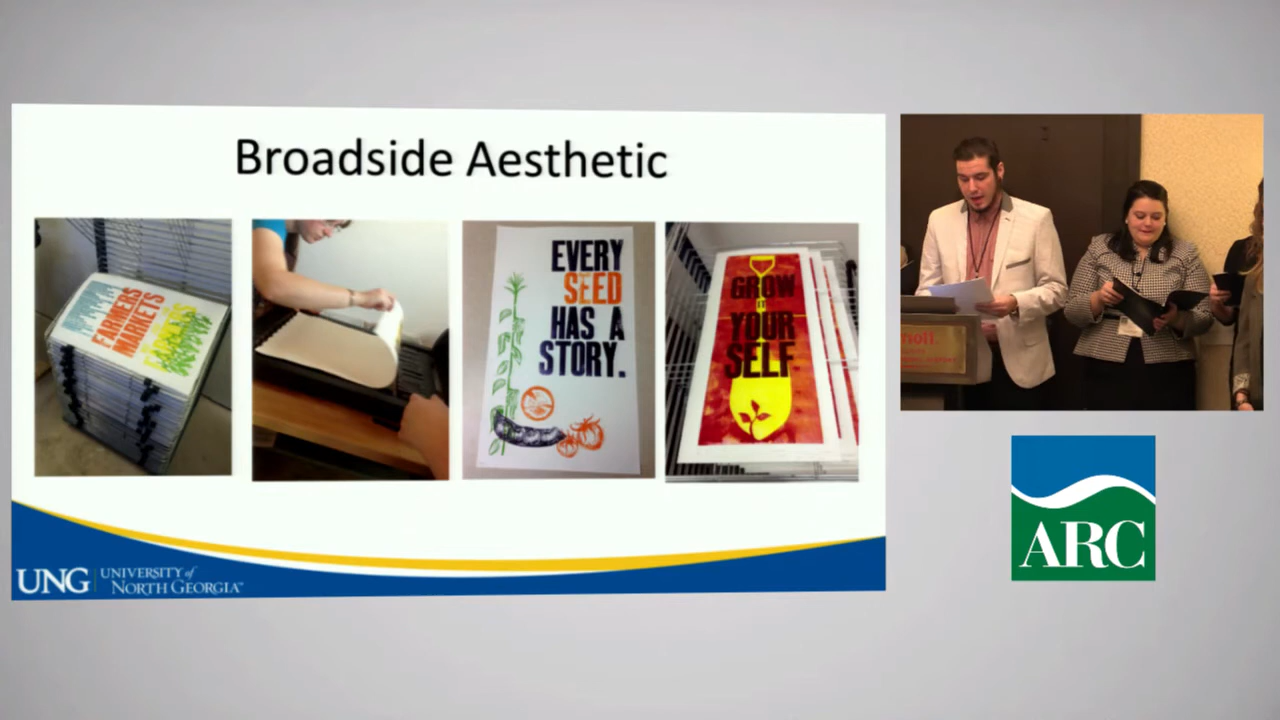 Broadside Aesthetic
FARMERS
MARKETS
EVERY
SEED
HAS A
STORY.
GROW
IT
YOUR
SELF
UNG UNIVERSITY of
NORTH GEORGIA
ARC